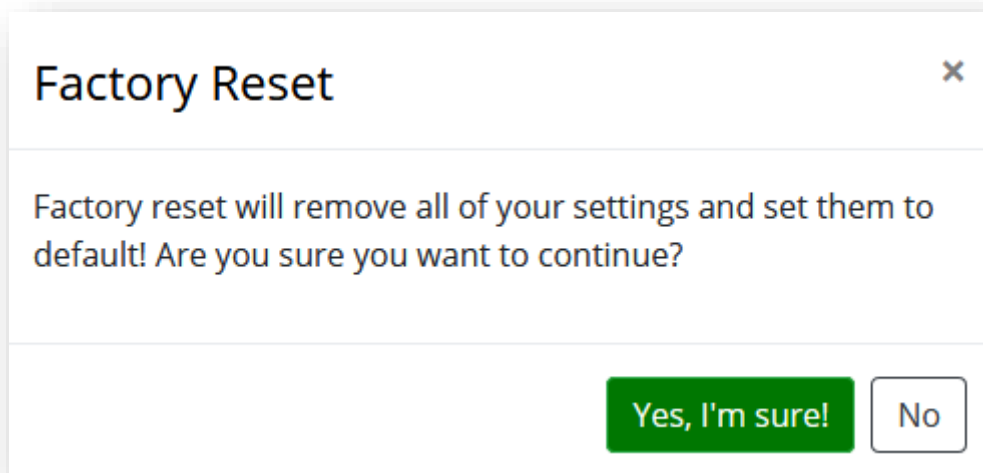 Factory Reset
×
Factory reset will remove all of your settings and set them to
default! Are you sure you want to continue?
Yes, I'm sure!
No